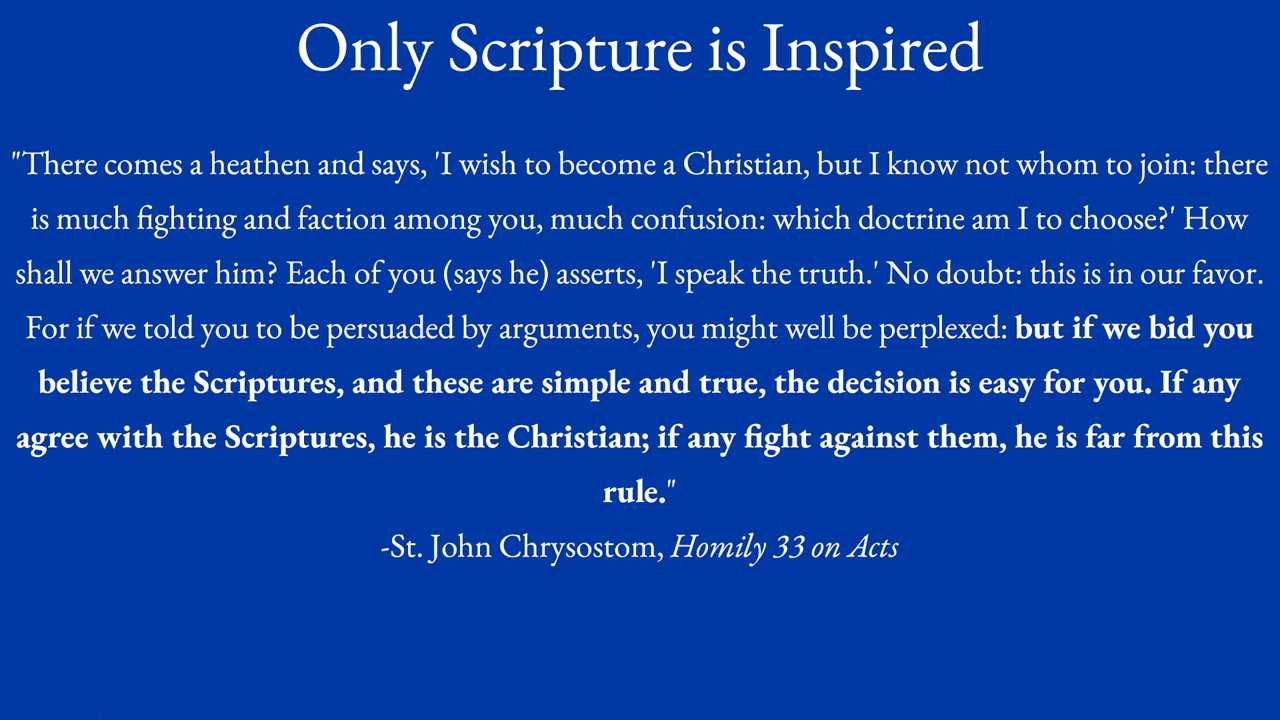 Only Scripture is Inspired
"There comes a heathen and says, 'I wish to become a Christian, but I know not whom to join: there
is much fighting and faction among you, much confusion: which doctrine am I to choose?' How
shall we answer him? Each of you (says he) asserts, 'I speak the truth.' No doubt: this is in our favor.
For if we told you to be persuaded by arguments, you might well be perplexed: but if we bid you
believe the Scriptures, and these are simple and true, the decision is easy for you. If any
agree with the Scriptures, he is the Christian; if any fight against them, he is far from this
rule."
-St. John Chrysostom, Homily 33 on Acts